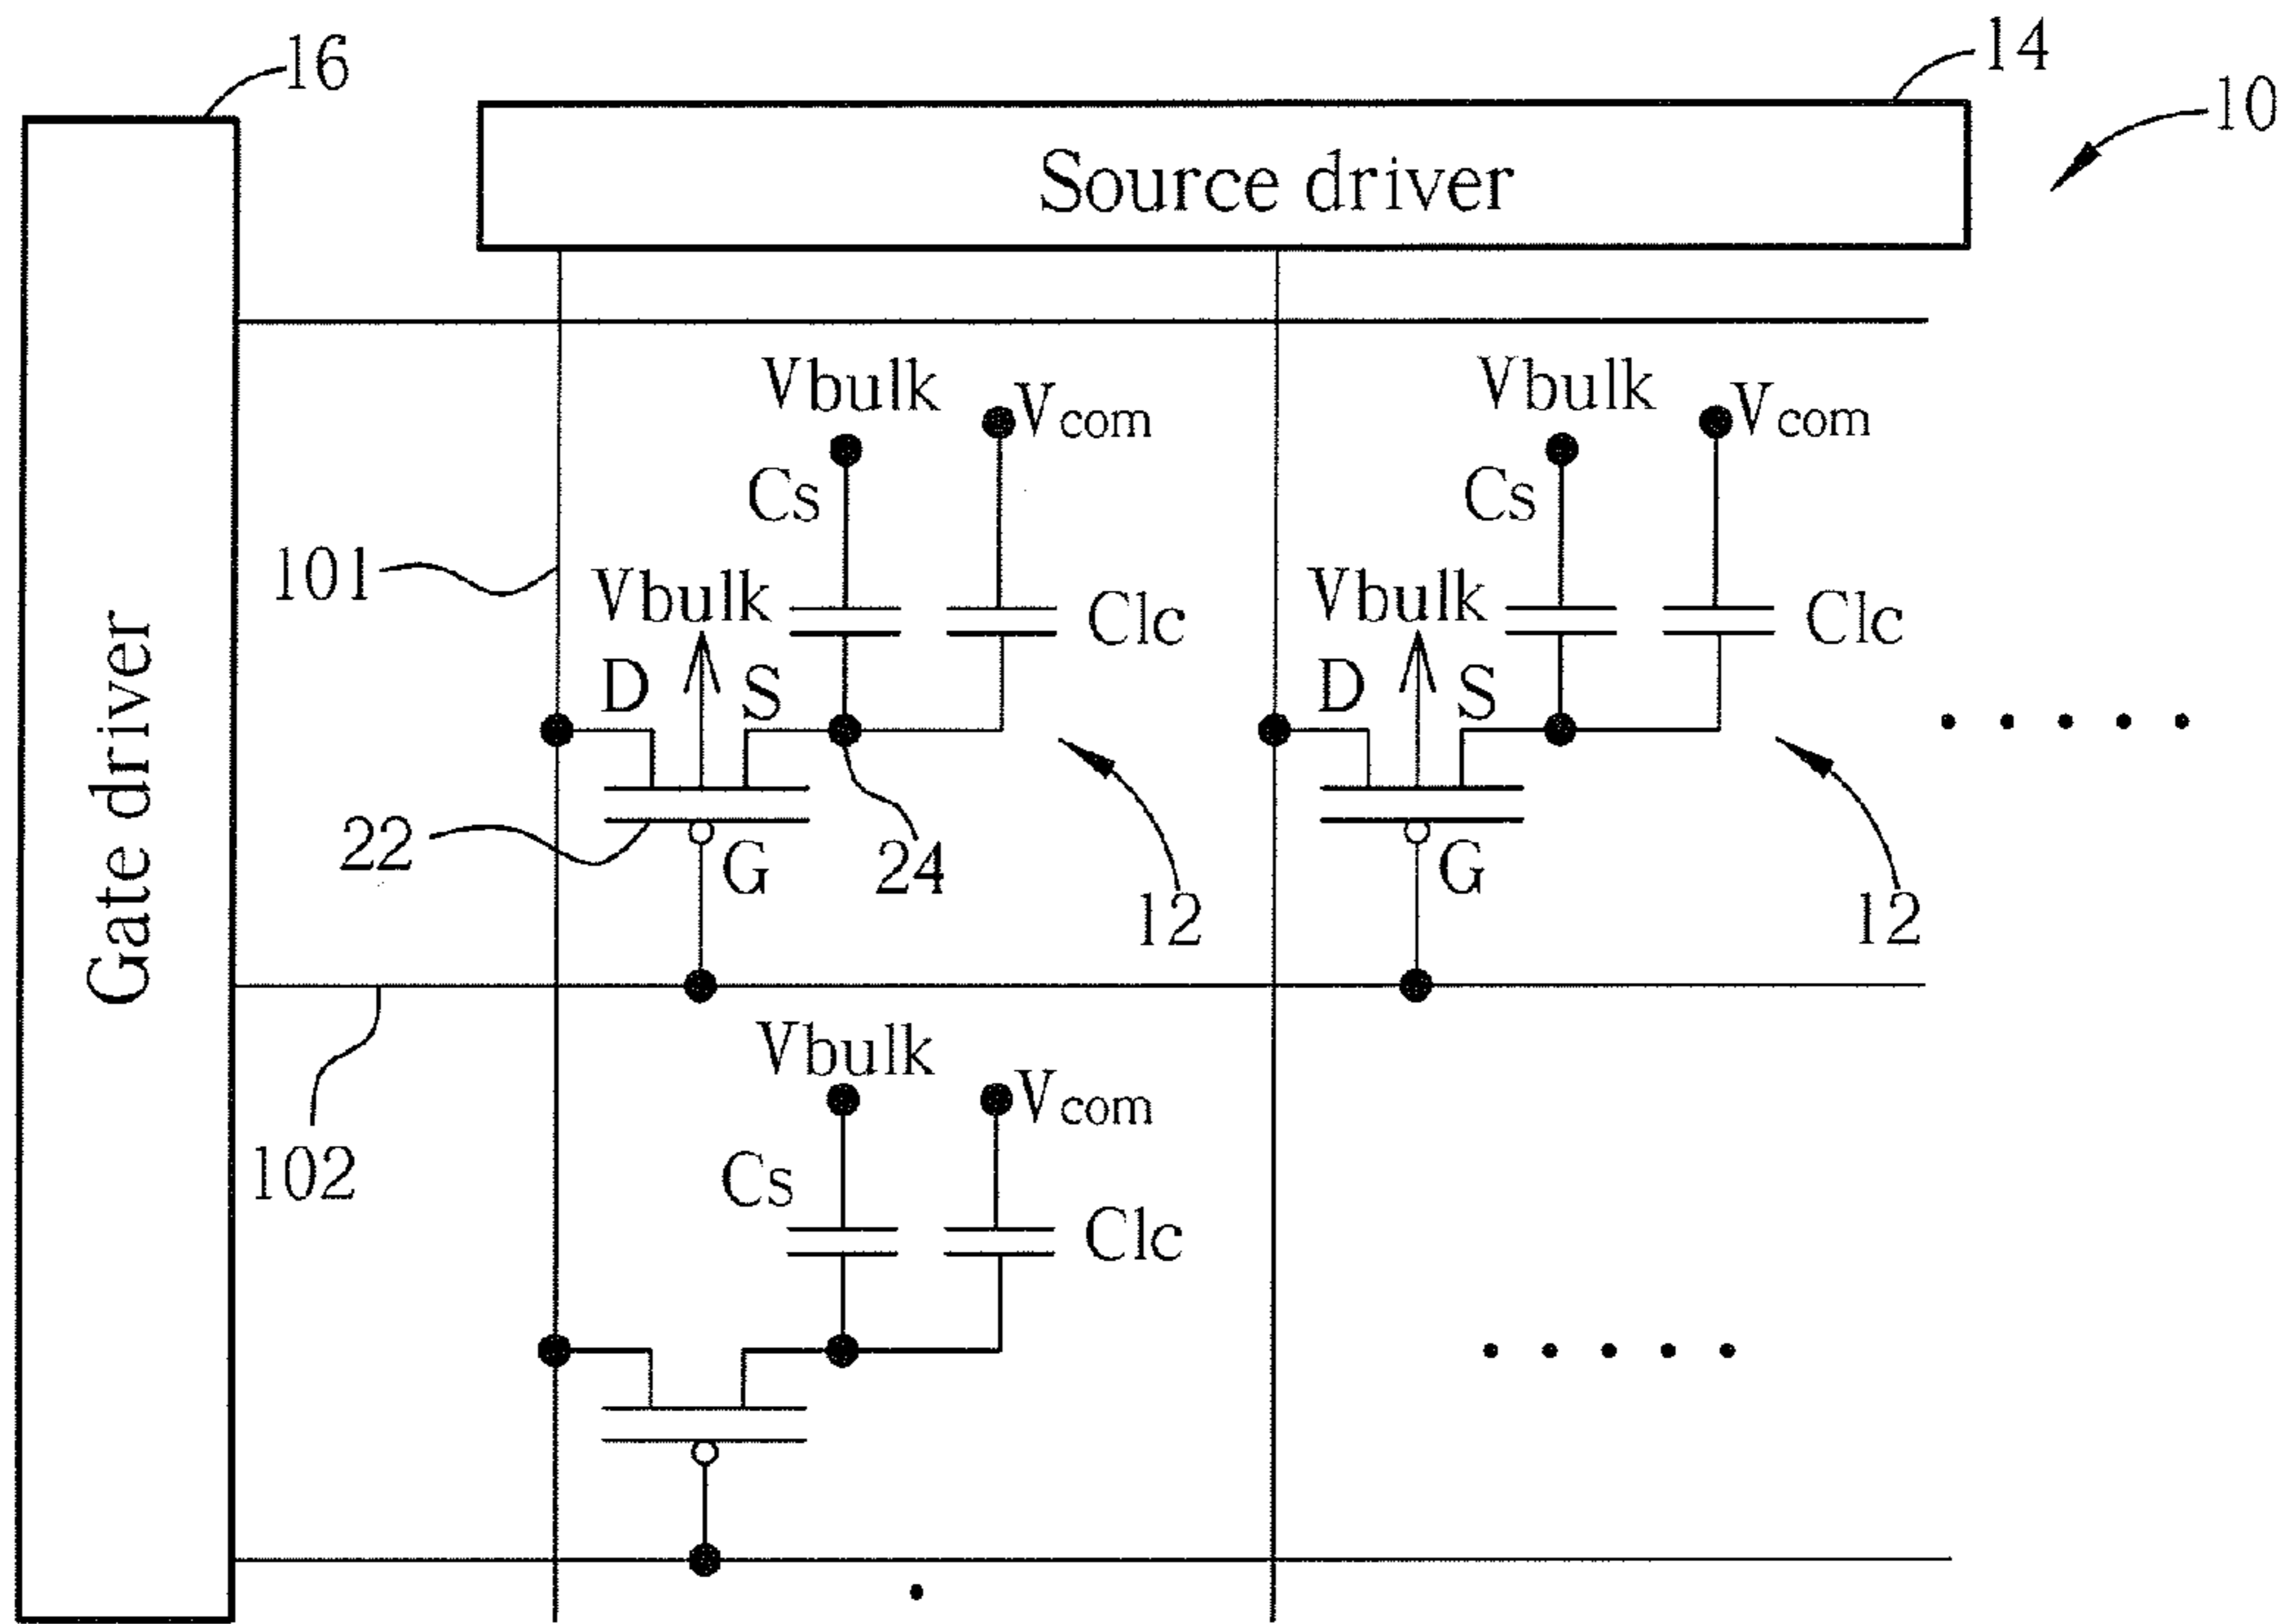 16
14
10
Source driver
Gate driver
Vbulk
Vcom
Cs
101
Vbulk
Clc
D
S
22
G
24
12
Vbulk
Vcom
Cs
Vbulk
Clc
D
S
G
12
102
Vbulk
Vcom
Cs
Clc